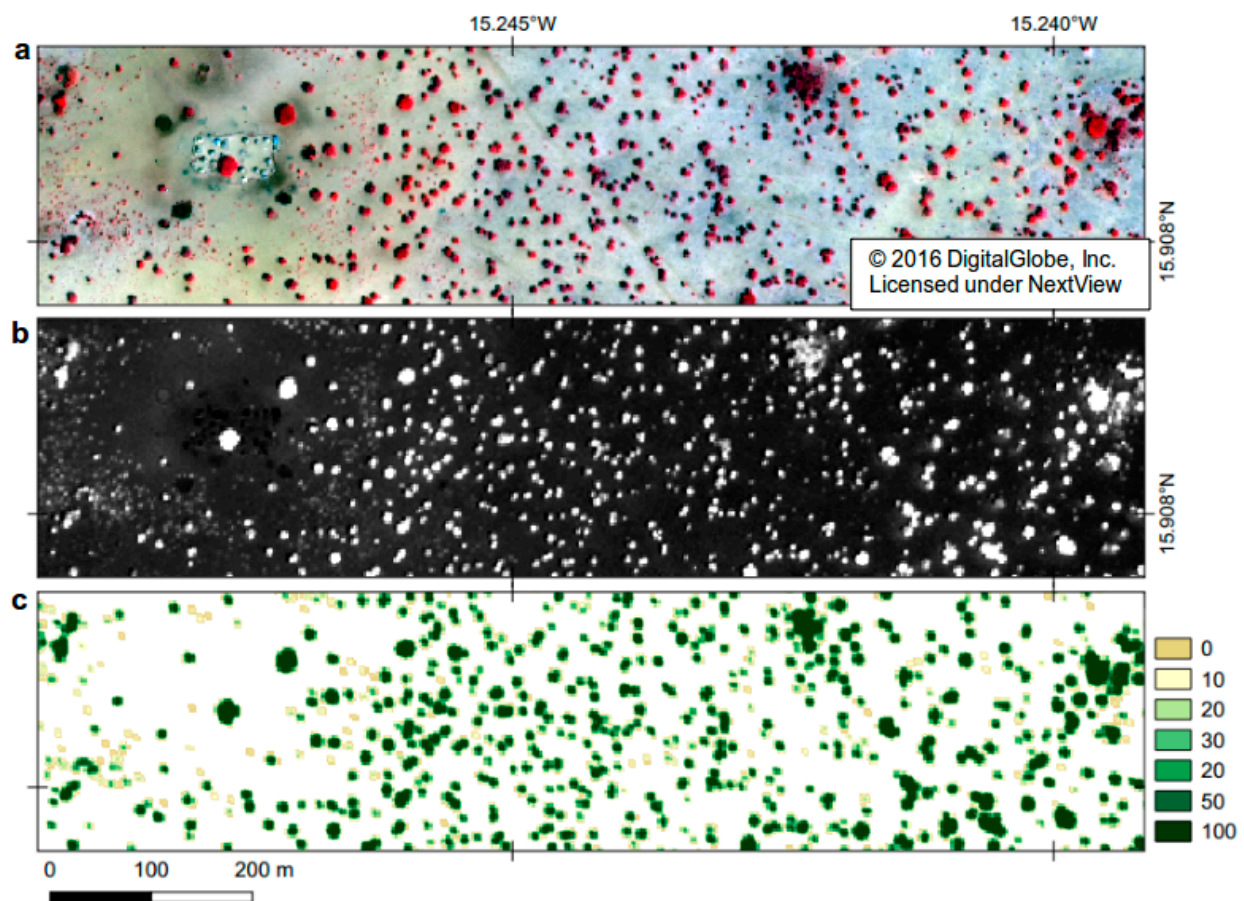 15.245°W
15.240°W
a
© 2016 DigitalGlobe, Inc.
Licensed under NextView
15.908°N
b
15.908°N
c
0
10
20
30
20
50
100
0 100 200 m